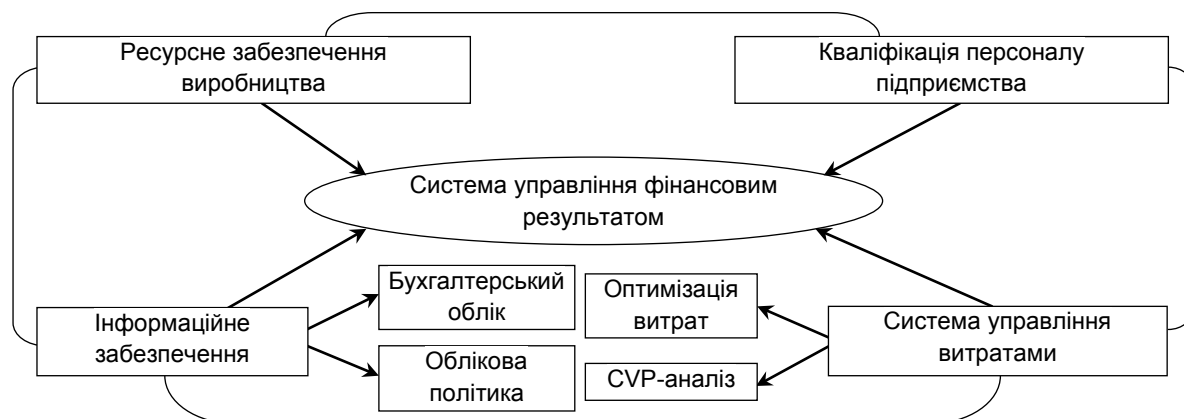 Ресурсне забезпечення
виробництва
Кваліфікація персоналу
підприємства
Система управління фінансовим
результатом
Інформаційне
забезпечення
Бухгалтерський
облік
Облікова
політика
Оптимізація
витрат
CVP-аналіз
Система управління
витратами